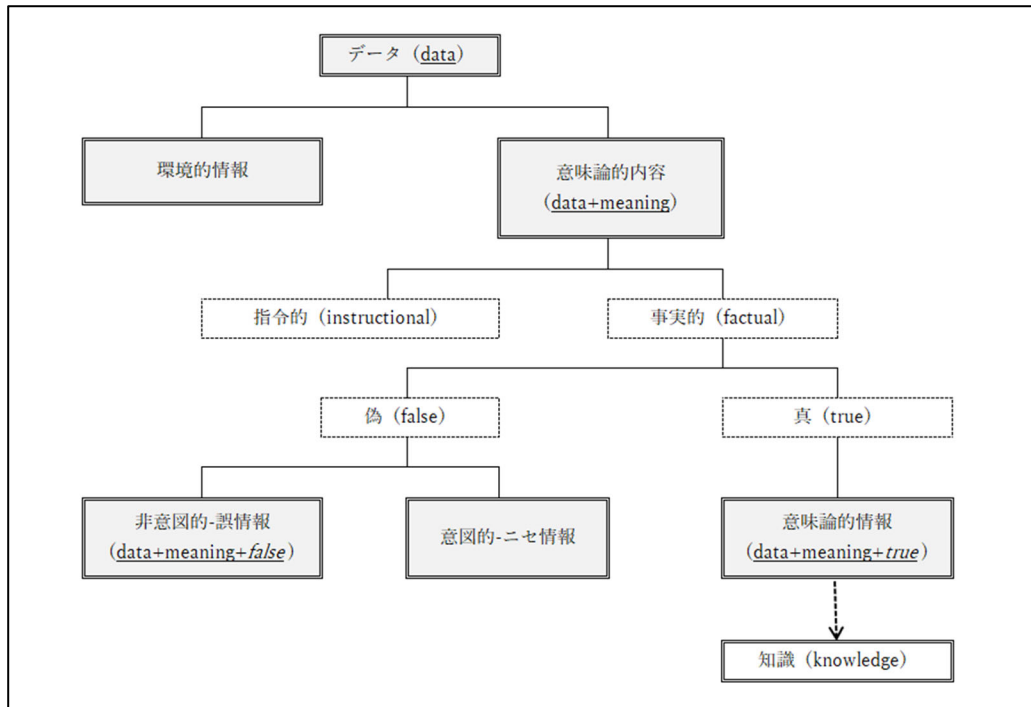 データ（data）
環境的情報
意味論的内容
（data+meaning）
指令的（instructional）
事実的（factual）
偽（false）
真（true）
非意図的-誤情報
（data+meaning+false）
意図的-ニセ情報
意味論的情報
（data+meaning+true）
知識（knowledge）